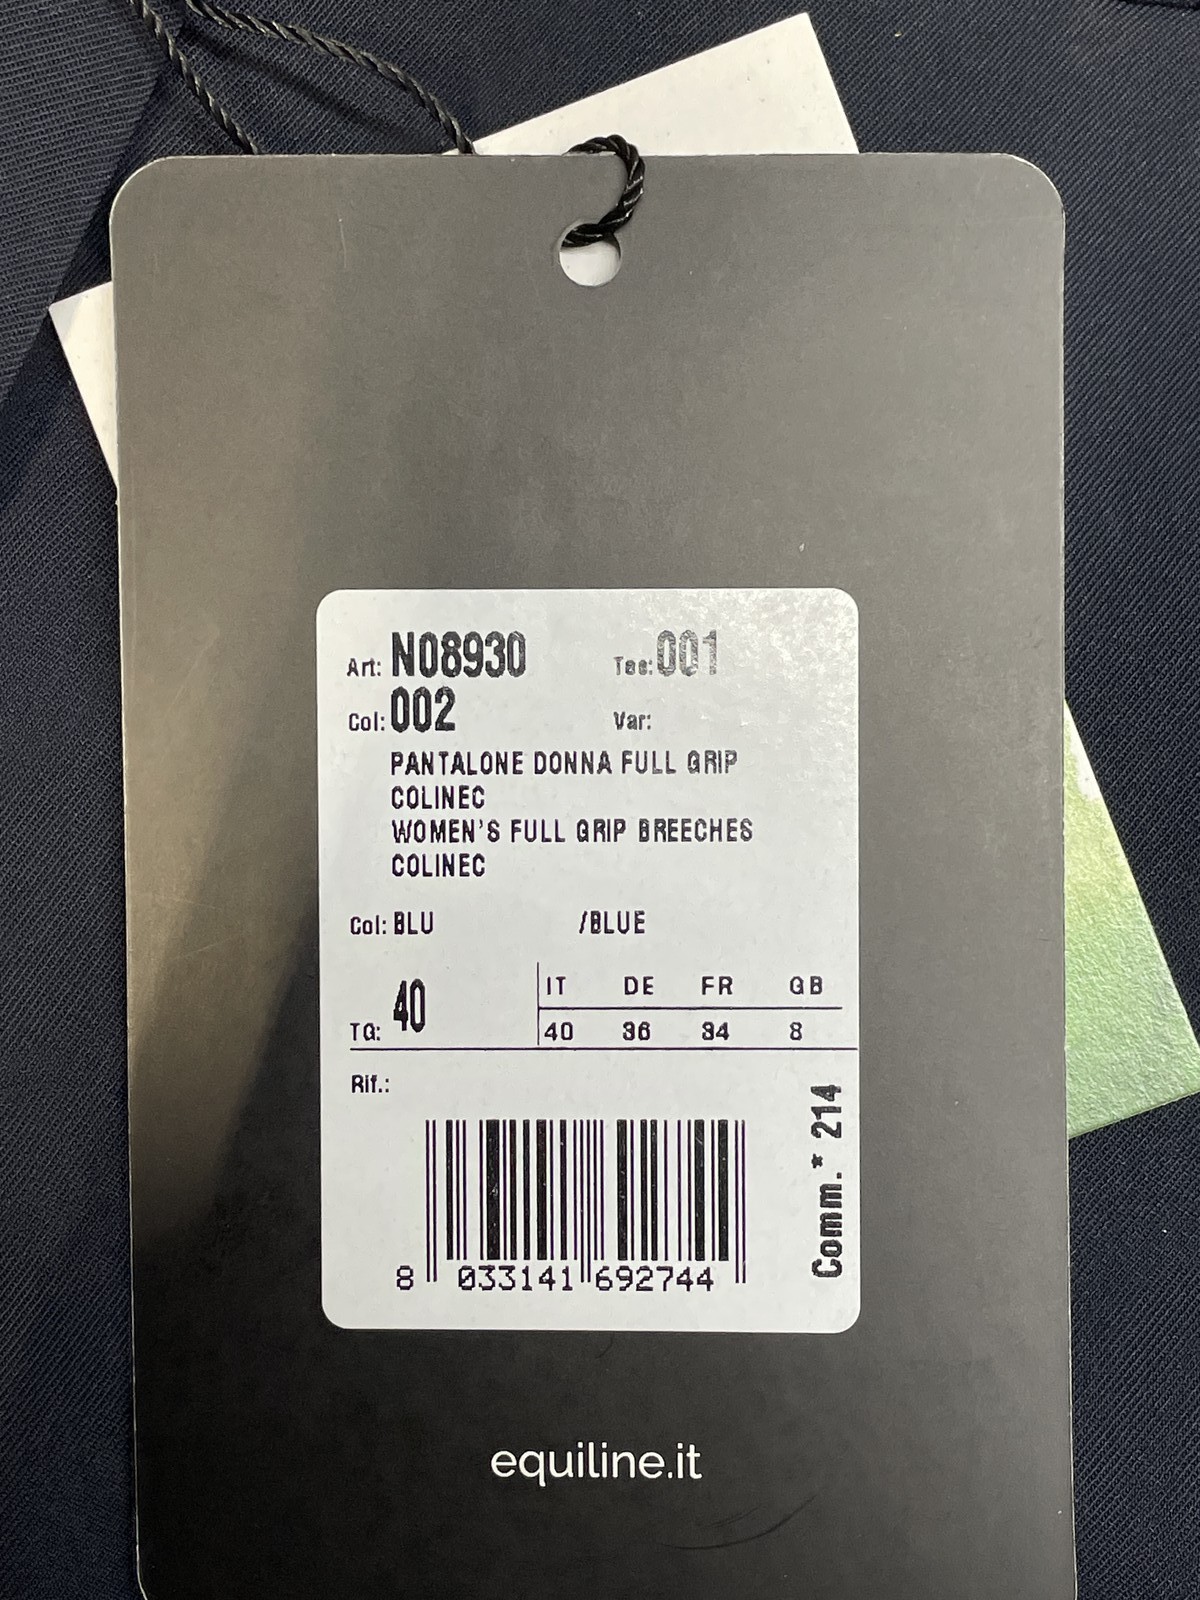 Art: N08930 Tes: 001
Col: 002 Var:
PANTALONE DONNA FULL GRIP
COLINEC
WOMEN'S FULL GRIP BREECHES
COLINEC
Col: BLU /BLUE
IT DE FR GB
TG: 40 40 36 34 8
Rif.:
Comm.* 214
8 033141 692744
equiline.it